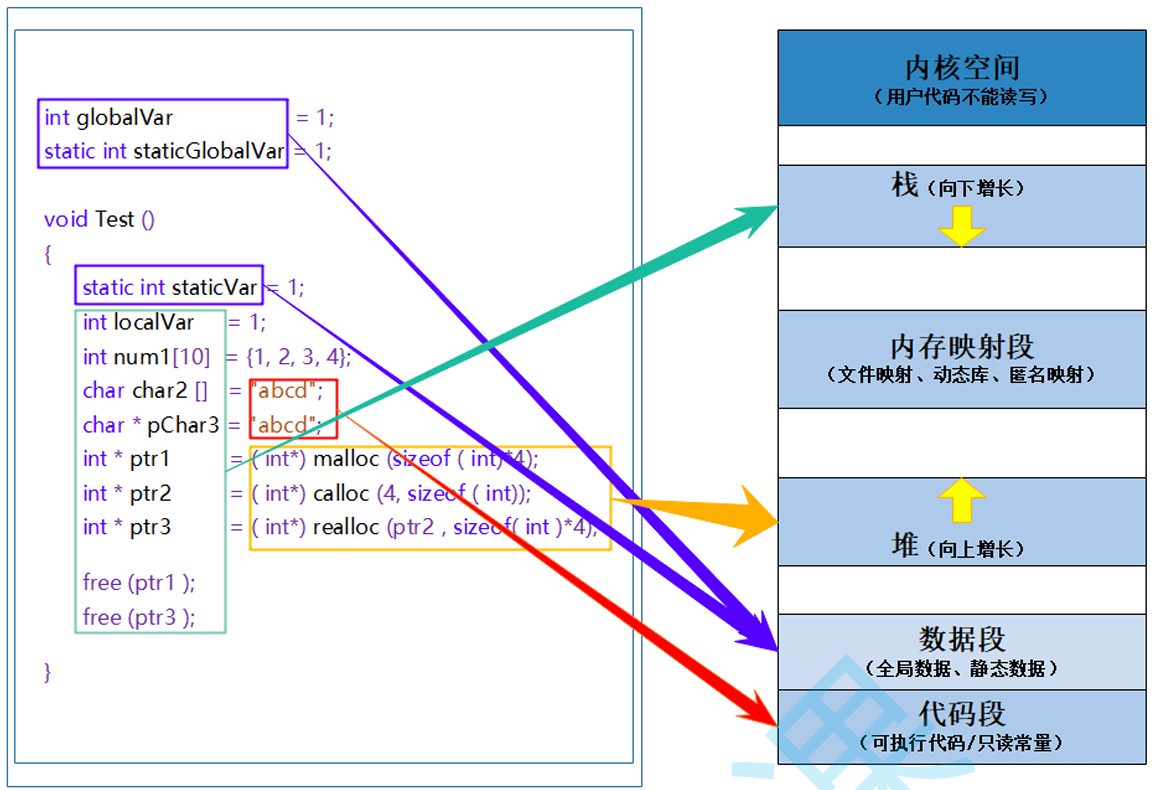 int globalVar = 1;
static int staticGlobalVar = 1;
void Test ()
{
static int staticVar = 1;
int localVar = 1;
int num1[10] = {1, 2, 3, 4};
char char2 [] = "abcd";
char * pChar3 = "abcd";
int * ptr1 = ( int*) malloc (sizeof ( int)*4);
int * ptr2 = ( int*) calloc (4, sizeof ( int));
int * ptr3 = ( int*) realloc (ptr2 , sizeof( int )*4);
free (ptr1 );
free (ptr3 );
}
内核空间
（用户代码不能读写）
栈（向下增长）
内存映射段
（文件映射、动态库、匿名映射）
堆（向上增长）
数据段
（全局数据、静态数据）
代码段
（可执行代码/只读常量）